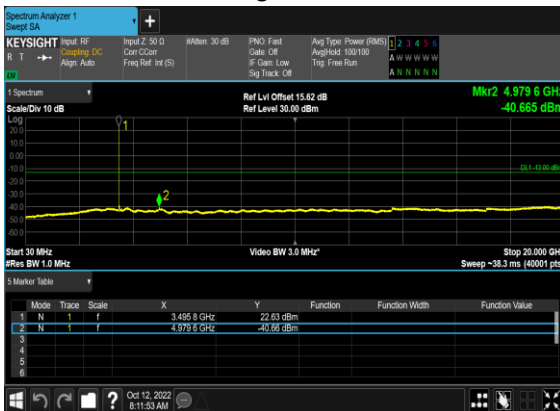 Spectrum Analyzer 1
Swept SA
+
KEYSIGHT Input: RF Input Z: 50 Ω #Atten: 30 dB PNO: Fast Avg Type: Power (RMS) 1 2 3 4 5 6
R T Coupling: DC Corr CCorr Gate: Off Avg|Hold: 100/100 A W W W W W
Align: Auto Freq Ref: Int (S) IF Gain: Low Trig: Free Run
LV Sig Track: Off A N N N N N
1 Spectrum Ref Lvl Offset 15.62 dB Mkr2 4.979 6 GHz
Scale/Div 10 dB Ref Level 30.00 dBm -40.665 dBm
Log
20.0
10.0
0.00
-10.0
-20.0
-30.0
-40.0
-50.0
-60.0
1
2
DL1 -13.00 dBm
Start 30 MHz Video BW 3.0 MHz* Stop 20.000 GHz
#Res BW 1.0 MHz Sweep ~38.3 ms (40001 pts)
5 Marker Table
Mode Trace Scale X Y Function Function Width Function Value
1 N 1 f 3.495 8 GHz 22.63 dBm
2 N 1 f 4.979 6 GHz -40.66 dBm
3
4
5
6
? Oct 12, 2022
8:11:53 AM